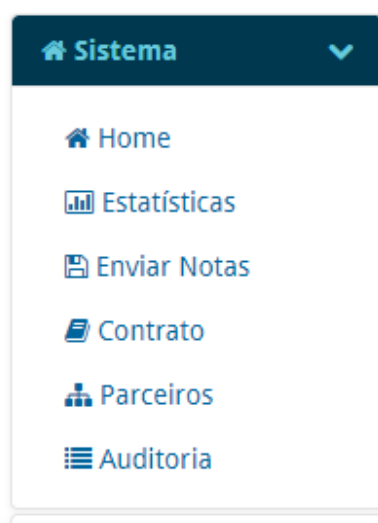 Sistema
Home
Estatísticas
Enviar Notas
Contrato
Parceiros
Auditoria